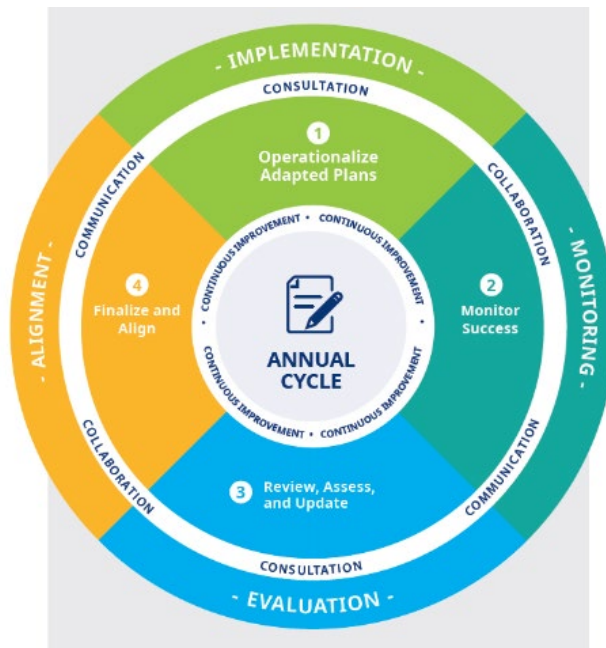 - IMPLEMENTATION -
CONSULTATION
1
Operationalize
Adapted Plans
COLLABORATION
- MONITORING -
2
Monitor
Success
COMMUNICATION
3
Review, Assess,
and Update
CONSULTATION
- EVALUATION -
COLLABORATION
- ALIGNMENT -
4
Finalize and
Align
COMMUNICATION
CONTINUOUS IMPROVEMENT • CONTINUOUS IMPROVEMENT •
CONTINUOUS IMPROVEMENT • CONTINUOUS IMPROVEMENT •
ANNUAL
CYCLE